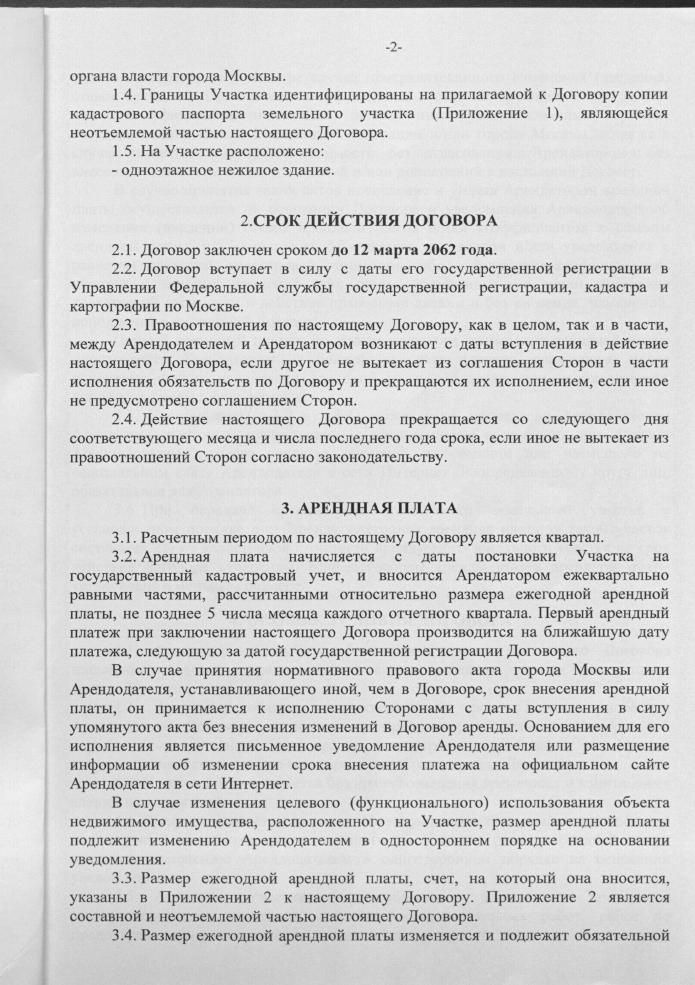 -2-
органа власти города Москвы.
1.4. Границы Участка идентифицированы на прилагаемой к Договору копии
кадастрового паспорта земельного участка (Приложение 1), являющейся
неотъемлемой частью настоящего Договора.
1.5. На Участке расположено:
- одноэтажное нежилое здание.
2.СРОК ДЕЙСТВИЯ ДОГОВОРА
2.1. Договор заключен сроком до 12 марта 2062 года.
2.2. Договор вступает в силу с даты его государственной регистрации в
Управлении Федеральной службы государственной регистрации, кадастра и
картографии по Москве.
2.3. Правоотношения по настоящему Договору, как в целом, так и в части,
между Арендодателем и Арендатором возникают с даты вступления в действие
настоящего Договора, если другое не вытекает из соглашения Сторон в части
исполнения обязательств по Договору и прекращаются их исполнением, если иное
не предусмотрено соглашением Сторон.
2.4. Действие настоящего Договора прекращается со следующего дня
соответствующего месяца и числа последнего года срока, если иное не вытекает из
правоотношений Сторон согласно законодательству.
3. АРЕНДНАЯ ПЛАТА
3.1. Расчетным периодом по настоящему Договору является квартал.
3.2. Арендная плата начисляется с даты постановки Участка на
государственный кадастровый учет, и вносится Арендатором ежеквартально
равными частями, рассчитанными относительно размера ежегодной арендной
платы, не позднее 5 числа месяца каждого отчетного квартала. Первый арендный
платеж при заключении настоящего Договора производится на ближайшую дату
платежа, следующую за датой государственной регистрации Договора.
В случае принятия нормативного правового акта города Москвы или
Арендодателя, устанавливающего иной, чем в Договоре, срок внесения арендной
платы, он принимается к исполнению Сторонами с даты вступления в силу
упомянутого акта без внесения изменений в Договор аренды. Основанием для его
исполнения является письменное уведомление Арендодателя или размещение
информации об изменении срока внесения платежа на официальном сайте
Арендодателя в сети Интернет.
В случае изменения целевого (функционального) использования объекта
недвижимого имущества, расположенного на Участке, размер арендной платы
подлежит изменению Арендодателем в одностороннем порядке на основании
уведомления.
3.3. Размер ежегодной арендной платы, счет, на который она вносится,
указаны в Приложении 2 к настоящему Договору. Приложение 2 является
составной и неотъемлемой частью настоящего Договора.
3.4. Размер ежегодной арендной платы изменяется и подлежит обязательной